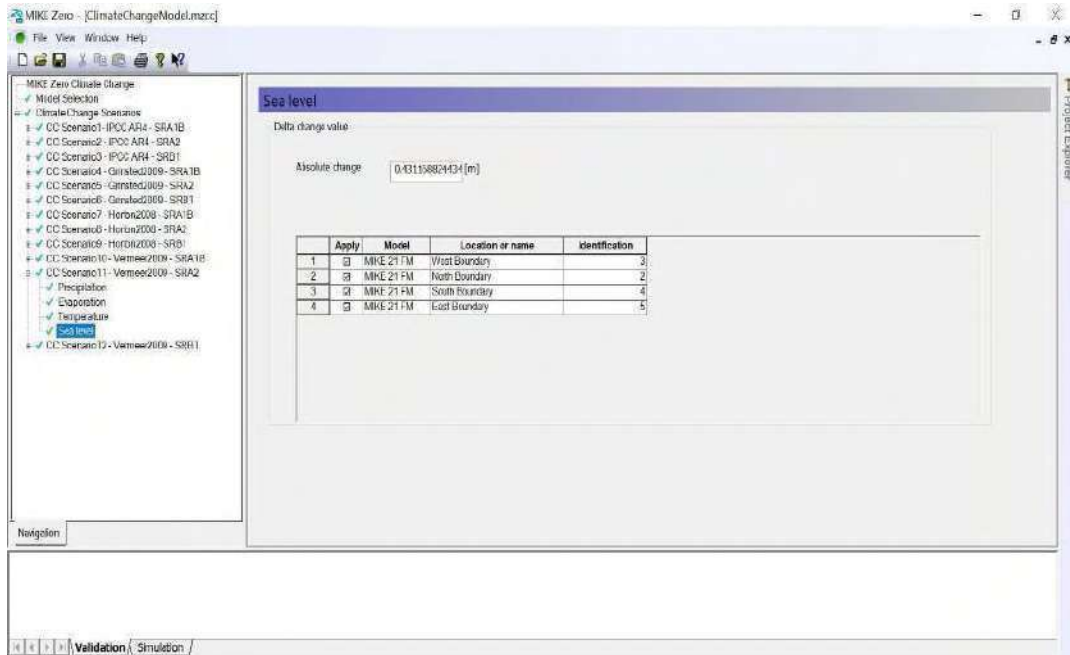 MIKE Zero - [ClimateChangeModel.mzcc]
File View Window Help
MIKE Zero Climate Change
Model Selection
Climate Change Scenarios
CC Scenario1- IPCC AR4 - SRA1B
CC Scenario2 - IPCC AR4 - SRA2
CC Scenario3 - IPCC AR4 - SRB1
CC Scenario4 - Grinsted2009 - SRA1B
CC Scenario5 - Grinsted2009 - SRA2
CC Scenario6 - Grinsted2009 - SRB1
CC Scenario7 - Horton2008 - SRA1B
CC Scenario8 - Horton2008 - SRA2
CC Scenario9 - Horton2008 - SRB1
CC Scenario10 - Vermeer2009 - SRA1B
CC Scenario11 - Vermeer2009 - SRA2
Precipitation
Evaporation
Temperature
Sea level
CC Scenario12 - Vermeer2009 - SRB1
Navigation
Sea level
Delta change value
Absolute change 0.431158824434 [m]
Apply Model Location or name Identification
1 MIKE 21 FM West Boundary 3
2 MIKE 21 FM North Boundary 2
3 MIKE 21 FM South Boundary 4
4 MIKE 21 FM East Boundary 5
Project Explorer
Validation Simulation